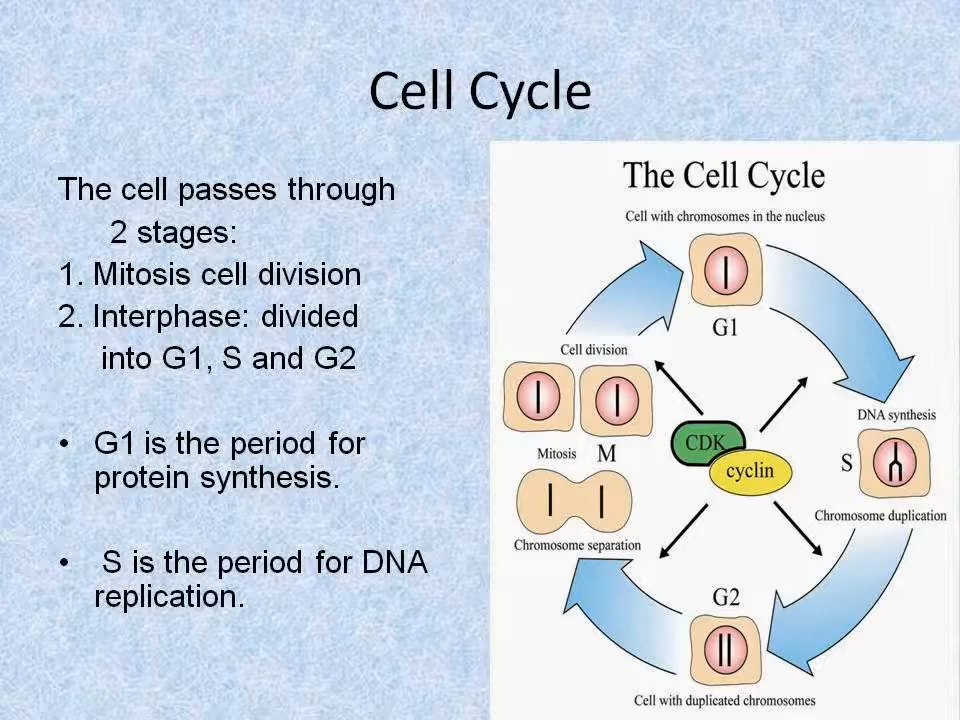 Cell Cycle
The cell passes through
2 stages:
1. Mitosis cell division
2. Interphase: divided
into G1, S and G2
• G1 is the period for
protein synthesis.
• S is the period for DNA
replication.
The Cell Cycle
Cell with chromosomes in the nucleus
G1
Cell division
DNA synthesis
CDK
cyclin
Mitosis M
S
Chromosome duplication
Chromosome separation
G2
Cell with duplicated chromosomes